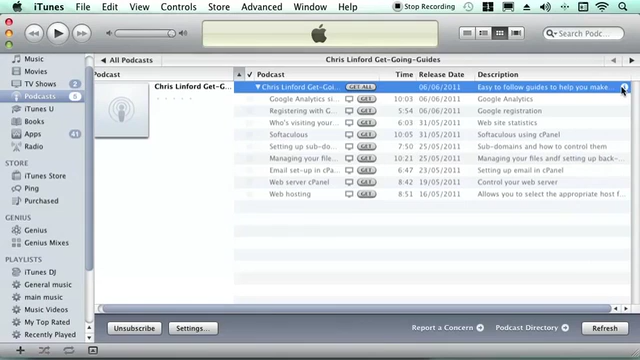 iTunes File Edit View Controls Store Advanced Window Help Stop Recording
Search Podc...
Chris Linford Get-Going-Guides
All Podcasts
Music
Movies
TV Shows 2
Podcasts 5
iTunes U
Books
Apps 41
Radio
STORE
iTunes Store
Ping
Purchased
GENIUS
Genius
Genius Mixes
PLAYLISTS
iTunes DJ
General music
main music
Music Videos
My Top Rated
Recently Played
Podcast
Chris Linford Get-G...
Podcast Time Release Date Description
Chris Linford Get-Goi... GET ALL 06/06/2011 Easy to follow guides to help you make...
Google Analytics si... GET 10:03 06/06/2011 Google Analytics
Registering with G... GET 5:54 06/06/2011 Google registration
Who's visiting your... GET 6:03 31/05/2011 Web site statistics
Softaculous GET 10:05 31/05/2011 Softaculous using cPanel
Setting up sub-do... GET 7:50 25/05/2011 Sub-domains and how to control them
Managing your file... GET 10:21 25/05/2011 Managing your files andf setting up back-...
Email set-up in cPa... GET 6:47 23/05/2011 Setting up email in cPanel
Web server cPanel GET 8:42 19/05/2011 Control your web server
Web hosting GET 8:51 16/05/2011 Allows you to select the appropriate host f...
Unsubscribe Settings... Report a Concern Podcast Directory Refresh